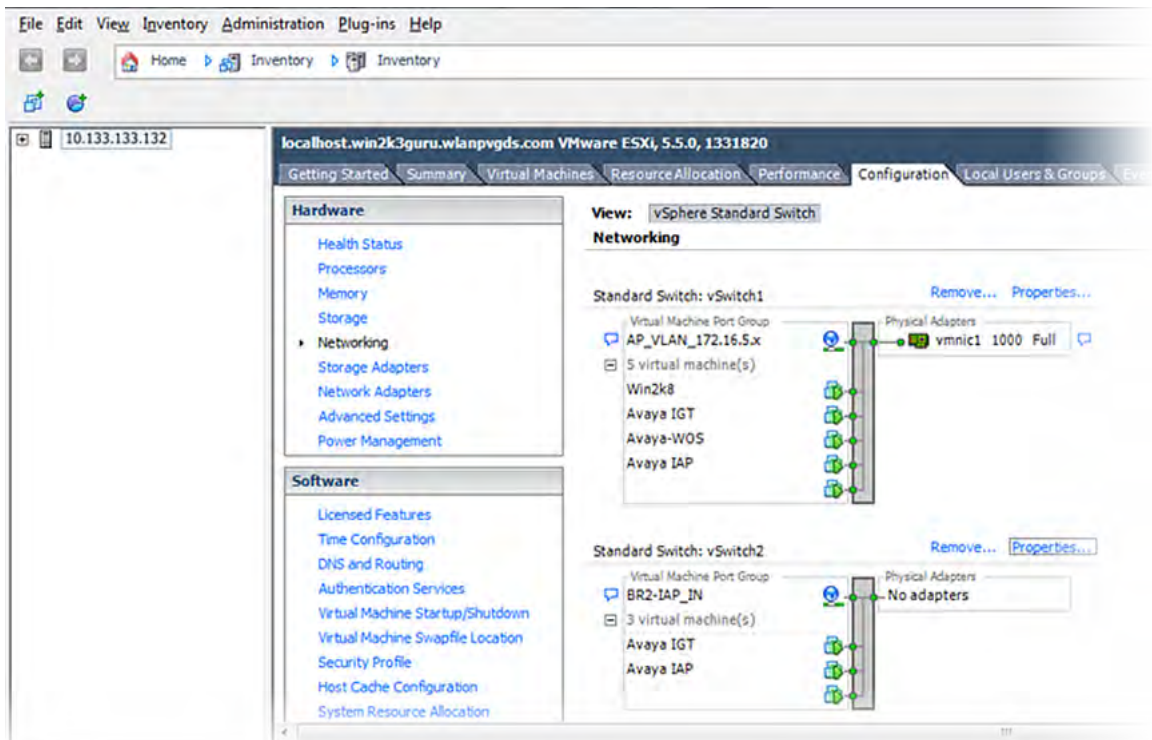 File Edit View Inventory Administration Plug-ins Help
Home Inventory Inventory
10.133.133.132
localhost.win2k3guru.wlanpvgds.com VMware ESXi, 5.5.0, 1331820
Getting Started Summary Virtual Machines Resource Allocation Performance Configuration Local Users & Groups
Hardware
Health Status
Processors
Memory
Storage
Networking
Storage Adapters
Network Adapters
Advanced Settings
Power Management
Software
Licensed Features
Time Configuration
DNS and Routing
Authentication Services
Virtual Machine Startup/Shutdown
Virtual Machine Swapfile Location
Security Profile
Host Cache Configuration
System Resource Allocation
View: vSphere Standard Switch
Networking
Standard Switch: vSwitch1 Remove... Properties...
Virtual Machine Port Group Physical Adapters
AP_VLAN_172.16.5.x vmnic1 1000 Full
5 virtual machine(s)
Win2k8
Avaya IGT
Avaya-WOS
Avaya IAP
Standard Switch: vSwitch2 Remove... Properties...
Virtual Machine Port Group Physical Adapters
BR2-IAP_IN No adapters
3 virtual machine(s)
Avaya IGT
Avaya IAP